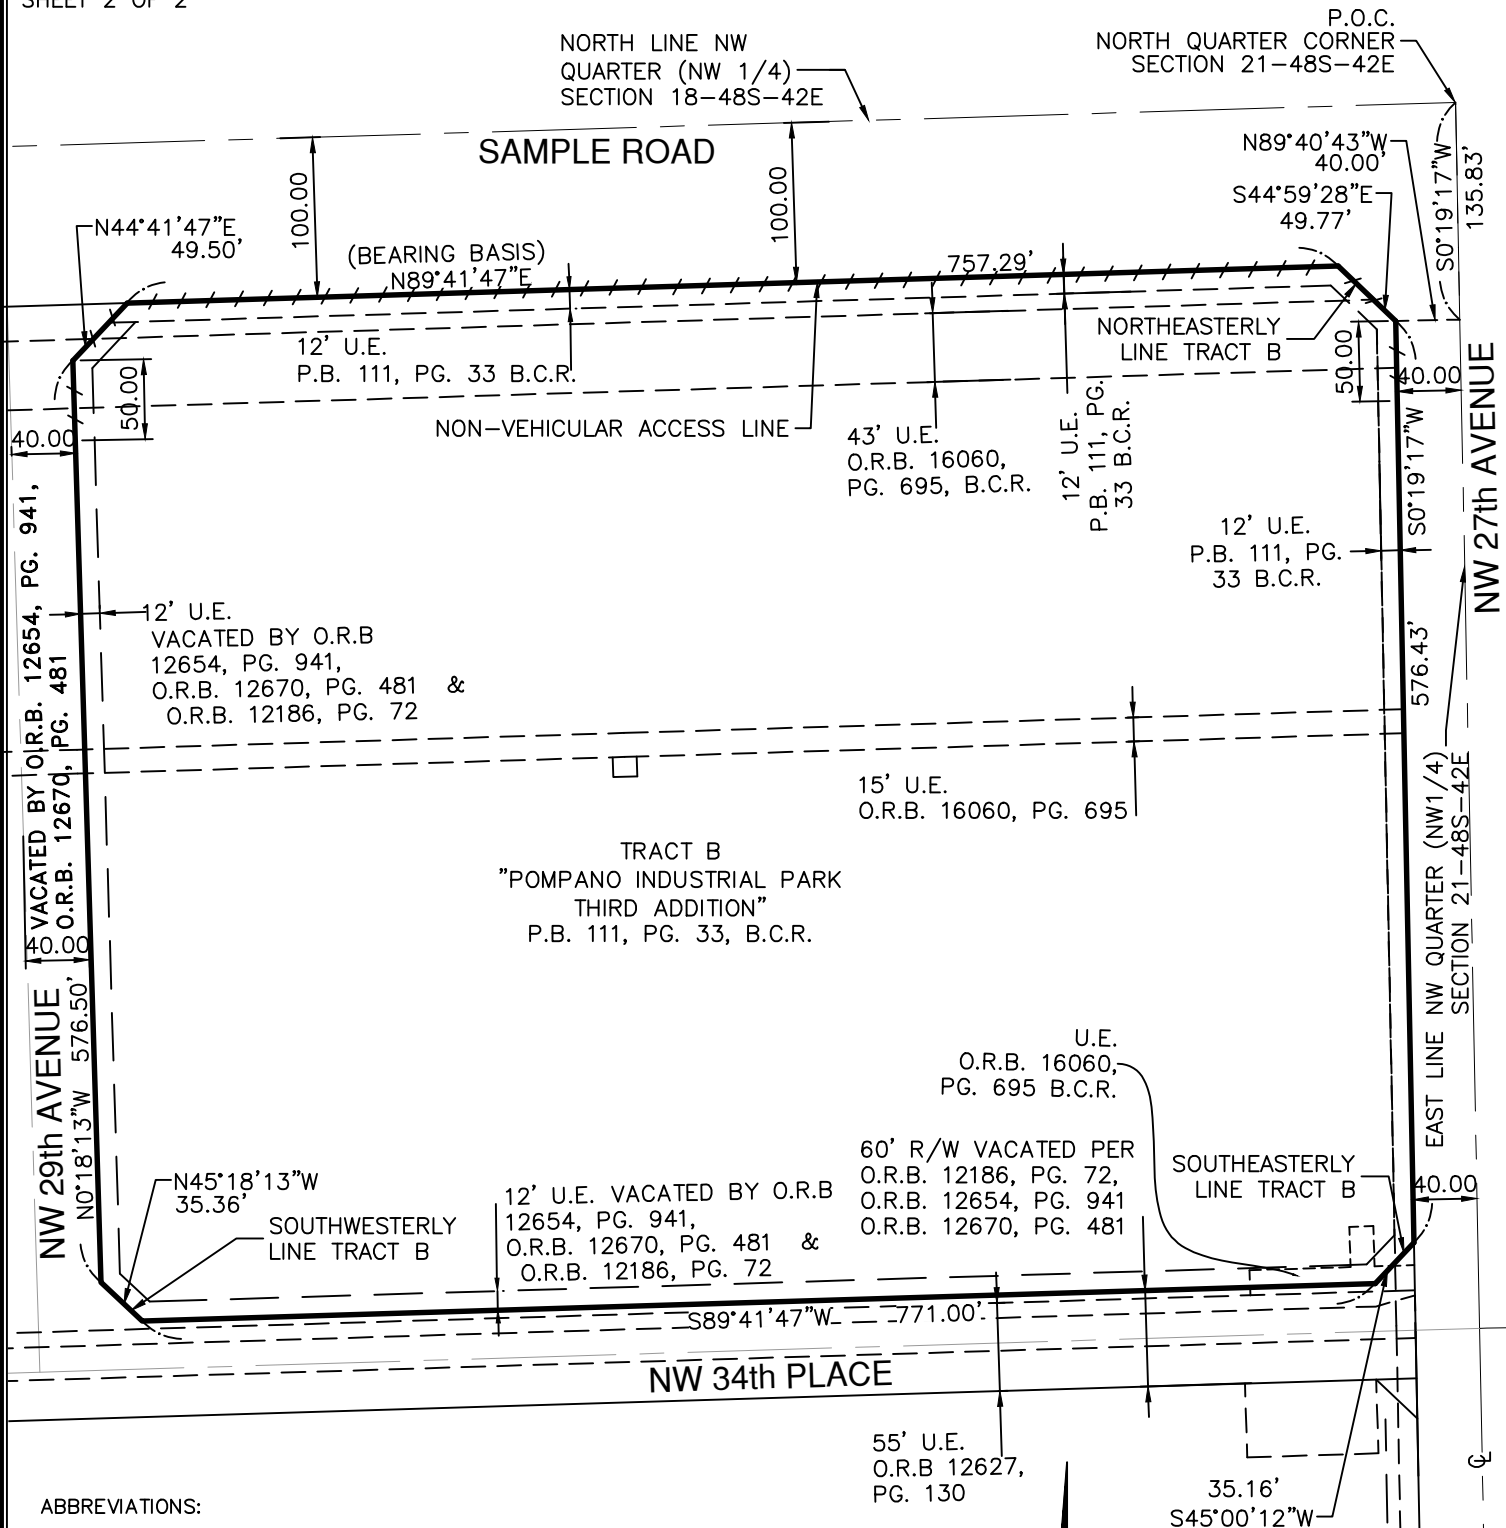 SHEET 2 OF 2
P.O.C.
NORTH QUARTER CORNER
SECTION 21-48S-42E
NORTH LINE NW
QUARTER (NW 1/4)
SECTION 18-48S-42E
SAMPLE ROAD
100.00
100.00
N89°40'43"W
40.00'
S44°59'28"E
49.77'
S0°19'17"W
135.83'
N44°41'47"E
49.50'
(BEARING BASIS)
N89°41'47"E
757.29'
12' U.E.
P.B. 111, PG. 33 B.C.R.
NORTHEASTERLY
LINE TRACT B
50.00
50.00
40.00
40.00
NON-VEHICULAR ACCESS LINE
43' U.E.
O.R.B. 16060,
PG. 695, B.C.R.
12' U.E.
P.B. 111, PG.
33 B.C.R.
12' U.E.
P.B. 111, PG.
33 B.C.R.
S0°19'17"W
576.43'
NW 27th AVENUE
VACATED BY O.R.B. 12654, PG. 941,
O.R.B. 12670, PG. 481
12' U.E.
VACATED BY O.R.B
12654, PG. 941,
O.R.B. 12670, PG. 481 &
O.R.B. 12186, PG. 72
15' U.E.
O.R.B. 16060, PG. 695
TRACT B
"POMPANO INDUSTRIAL PARK
THIRD ADDITION"
P.B. 111, PG. 33, B.C.R.
EAST LINE NW QUARTER (NW1/4)
SECTION 21-48S-42E
40.00
NW 29th AVENUE
N0°18'13"W 576.50'
U.E.
O.R.B. 16060,
PG. 695 B.C.R.
60' R/W VACATED PER
O.R.B. 12186, PG. 72,
O.R.B. 12654, PG. 941
O.R.B. 12670, PG. 481
SOUTHEASTERLY
LINE TRACT B
40.00
N45°18'13"W
35.36'
SOUTHWESTERLY
LINE TRACT B
12' U.E. VACATED BY O.R.B
12654, PG. 941,
O.R.B. 12670, PG. 481 &
O.R.B. 12186, PG. 72
S89°41'47"W 771.00'
NW 34th PLACE
55' U.E.
O.R.B 12627,
PG. 130
35.16'
S45°00'12"W
℄
ABBREVIATIONS: